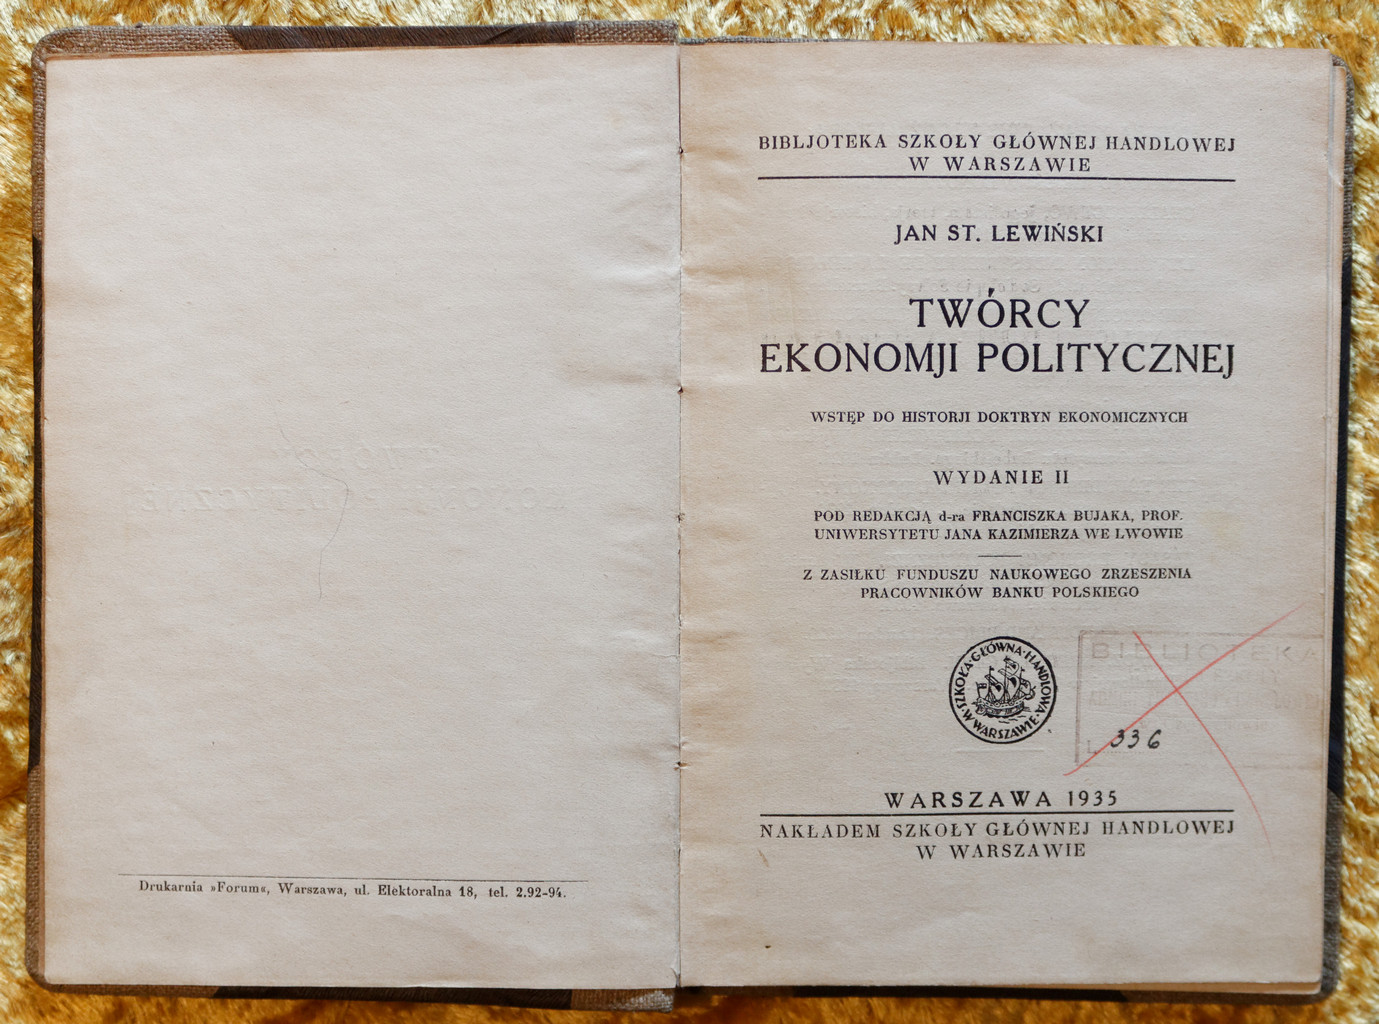 Drukarnia »Forum«, Warszawa, ul. Elektoralna 18, tel. 2.92-94.
BIBLJOTEKA SZKOŁY GŁÓWNEJ HANDLOWEJ
W WARSZAWIE
JAN ST. LEWIŃSKI
TWÓRCY
EKONOMJI POLITYCZNEJ
WSTĘP DO HISTORJI DOKTRYN EKONOMICZNYCH
WYDANIE II
POD REDAKCJĄ d-ra FRANCISZKA BUJAKA, PROF.
UNIWERSYTETU JANA KAZIMIERZA WE LWOWIE
Z ZASIŁKU FUNDUSZU NAUKOWEGO ZRZESZENIA
PRACOWNIKÓW BANKU POLSKIEGO
SZKOŁA·GŁÓWNA·HANDLOWA
·W WARSZAWIE·
BIBLIOTEKA
L 336
WARSZAWA 1935
NAKŁADEM SZKOŁY GŁÓWNEJ HANDLOWEJ
W WARSZAWIE